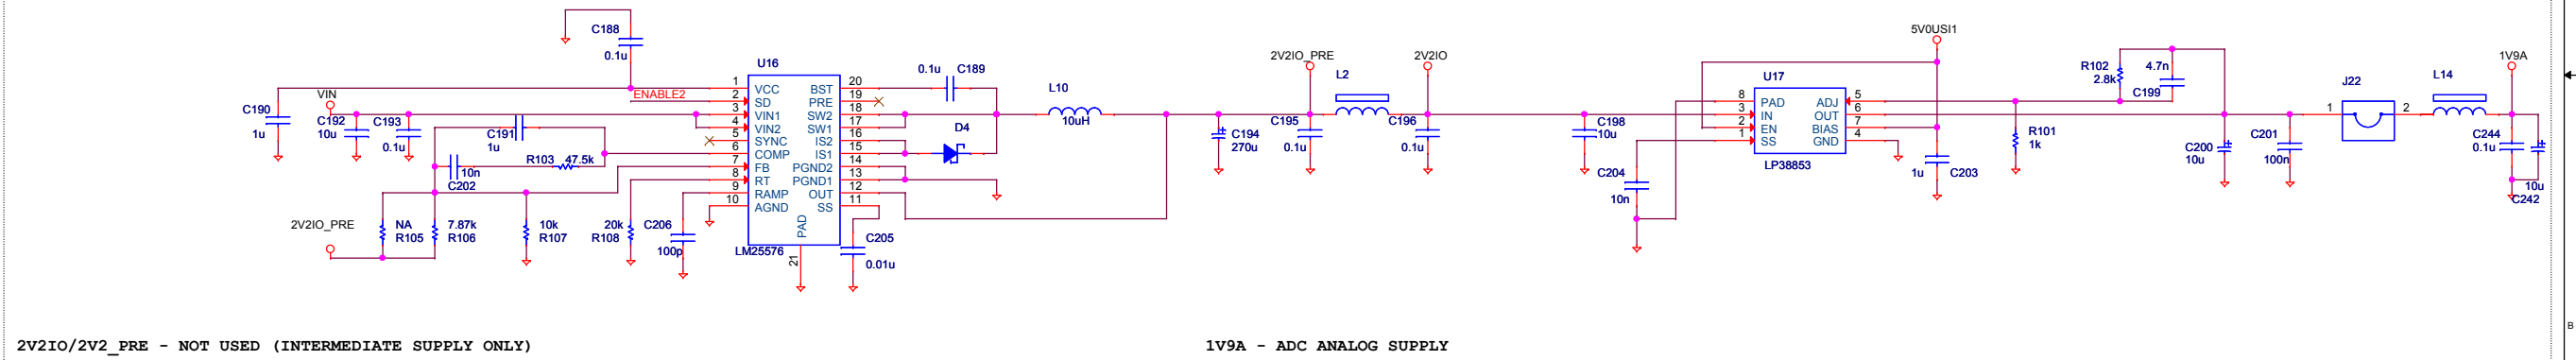 C188
0.1u
U16
1 VCC
2 SD
3 VIN1
4 VIN2
5 SYNC
6 COMP
7 FB
8 RT
9 RAMP
10 AGND
BST 20
PRE 19
SW2 18
SW1 17
IS2 16
IS1 15
PGND2 14
PGND1 13
OUT 12
SS 11
PAD
21
LM25576
ENABLE2
VIN
C190
1u
C192
10u
C193
0.1u
C191
1u
R103 47.5k
10n
C202
2V2IO_PRE
NA
R105
7.87k
R106
10k
R107
20k
R108
C206
100p
C205
0.01u
0.1u C189
D4
L10
10uH
C194
270u
2V2IO_PRE
C195
0.1u
L2
2V2IO
C196
0.1u
C198
10u
C204
10n
U17
8 PAD
3 IN
2 EN
1 SS
ADJ 5
OUT 6
BIAS 7
GND 4
LP38853
5V0USI1
1u C203
R101
1k
R102
2.8k
4.7n
C199
C200
10u
C201
100n
J22
1
2
L14
1V9A
C244
0.1u
10u
C242
B
2V2IO/2V2_PRE - NOT USED (INTERMEDIATE SUPPLY ONLY)
1V9A - ADC ANALOG SUPPLY